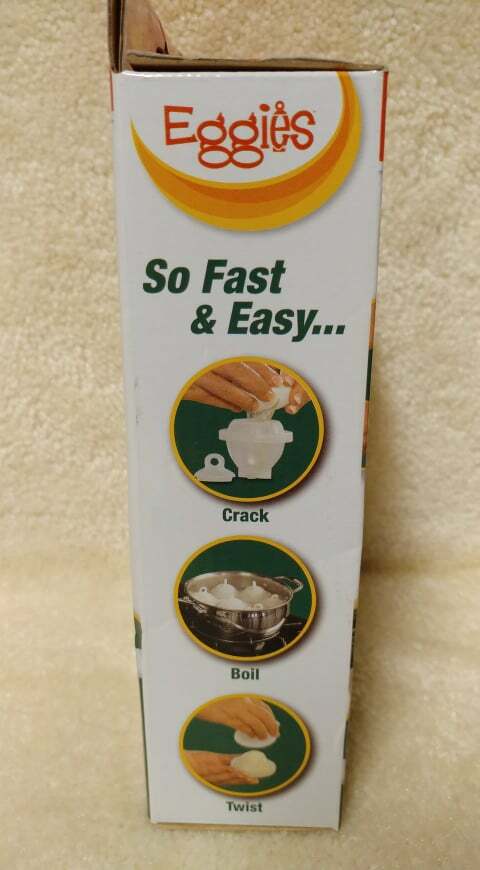 Eggies
So Fast
& Easy...
Crack
Boil
Twist